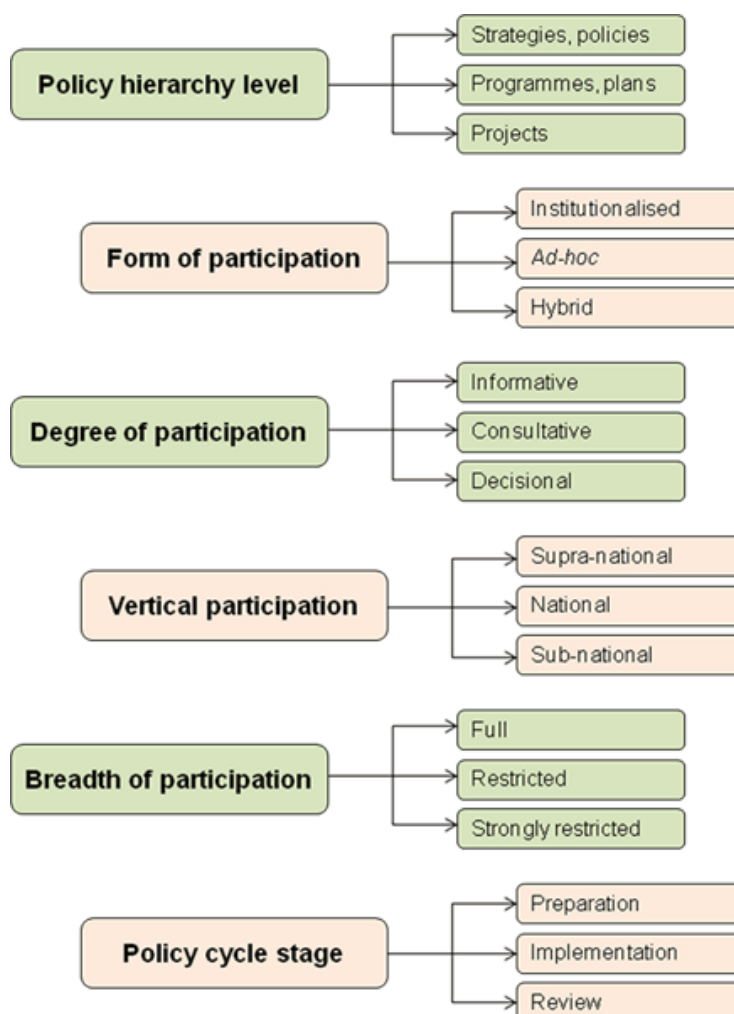 Policy hierarchy level
Strategies, policies
Programmes, plans
Projects
Form of participation
Institutionalised
Ad-hoc
Hybrid
Degree of participation
Informative
Consultative
Decisional
Vertical participation
Supra-national
National
Sub-national
Breadth of participation
Full
Restricted
Strongly restricted
Policy cycle stage
Preparation
Implementation
Review